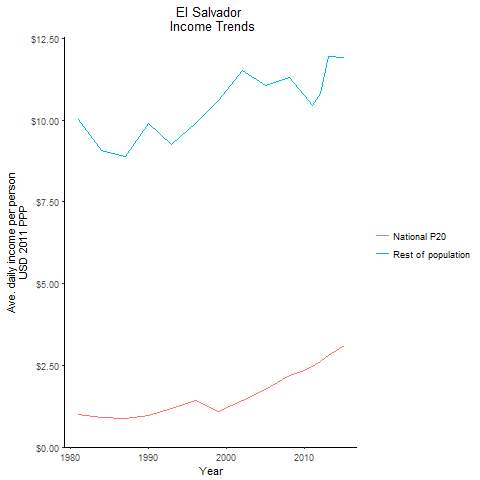 El Salvador
Income Trends
$12.50
$10.00
$7.50
$5.00
$2.50
$0.00
Ave. daily income per person
USD 2011 PPP
1980
1990
2000
2010
Year
National P20
Rest of population